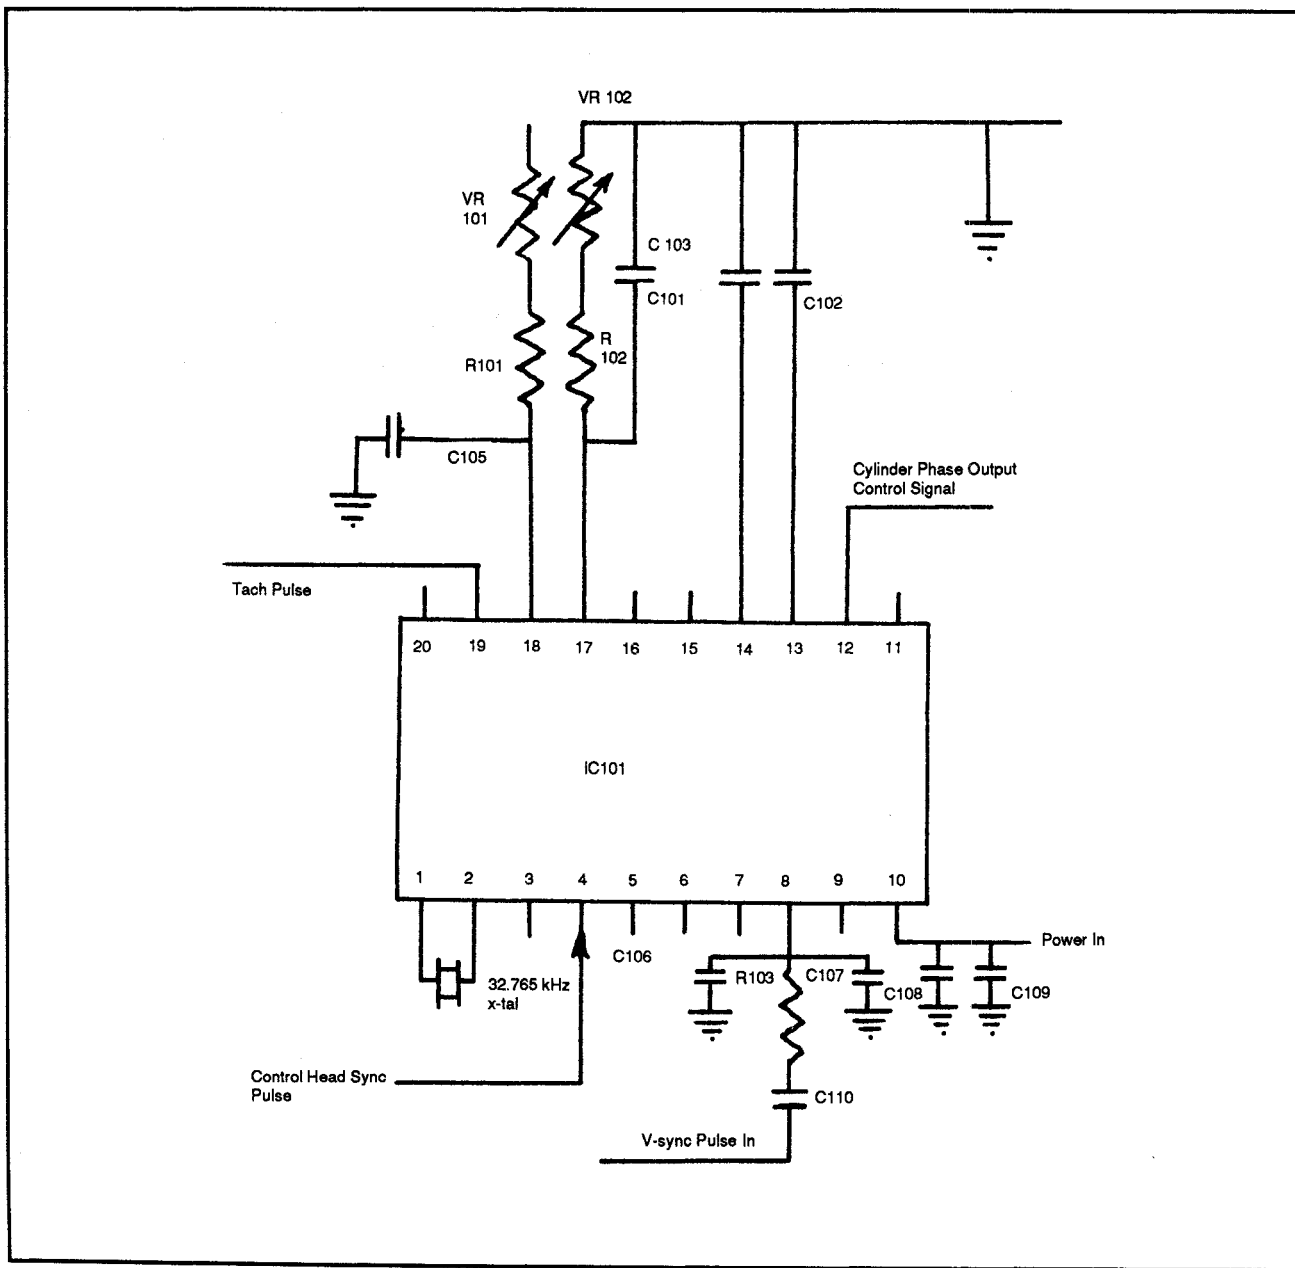 VR 102
VR
101
C 103
C101
C102
R101
R
102
C105
Cylinder Phase Output
Control Signal
Tach Pulse
20 19 18 17 16 15 14 13 12 11
iC101
1 2 3 4 5 6 7 8 9 10
Power In
C106
R103
C107
C108
C109
32.765 kHz
x-tal
Control Head Sync
Pulse
C110
V-sync Pulse In